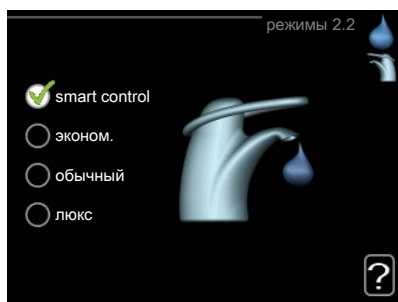 режимы 2.2
smart control
эконом.
обычный
люкс
?